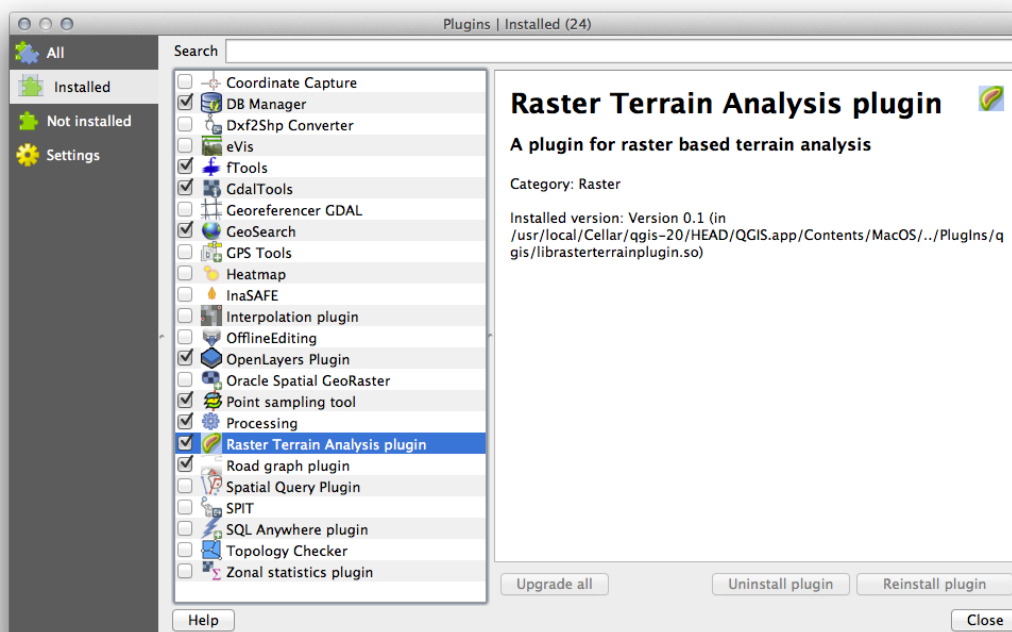 Plugins | Installed (24)
All
Installed
Not installed
Settings
Search
Coordinate Capture
DB Manager
Dxf2Shp Converter
eVis
fTools
GdalTools
Georeferencer GDAL
GeoSearch
GPS Tools
Heatmap
InaSAFE
Interpolation plugin
OfflineEditing
OpenLayers Plugin
Oracle Spatial GeoRaster
Point sampling tool
Processing
Raster Terrain Analysis plugin
Road graph plugin
Spatial Query Plugin
SPIT
SQL Anywhere plugin
Topology Checker
Zonal statistics plugin
Raster Terrain Analysis plugin
A plugin for raster based terrain analysis
Category: Raster
Installed version: Version 0.1 (in
/usr/local/Cellar/qgis-20/HEAD/QGIS.app/Contents/MacOS/../PlugIns/q
gis/librasterterrainplugin.so)
Upgrade all
Uninstall plugin
Reinstall plugin
Help
Close